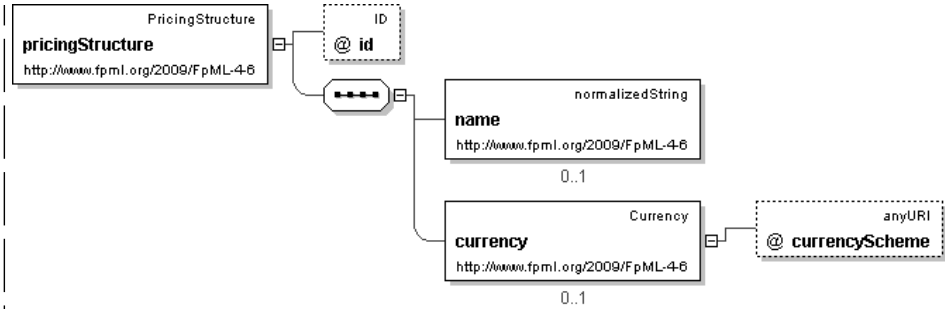 PricingStructure
pricingStructure
http://www.fpml.org/2009/FpML-4-6
ID
@ id
normalizedString
name
http://www.fpml.org/2009/FpML-4-6
0..1
Currency
currency
http://www.fpml.org/2009/FpML-4-6
0..1
anyURI
@ currencyScheme